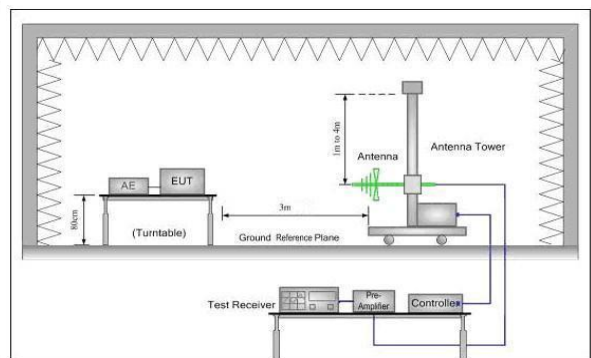 1m to 4m
Antenna
Antenna Tower
AE
EUT
3m
80cm
(Turntable)
Ground Reference Plane
Test Receiver
Pre-
Amplifier
Controller